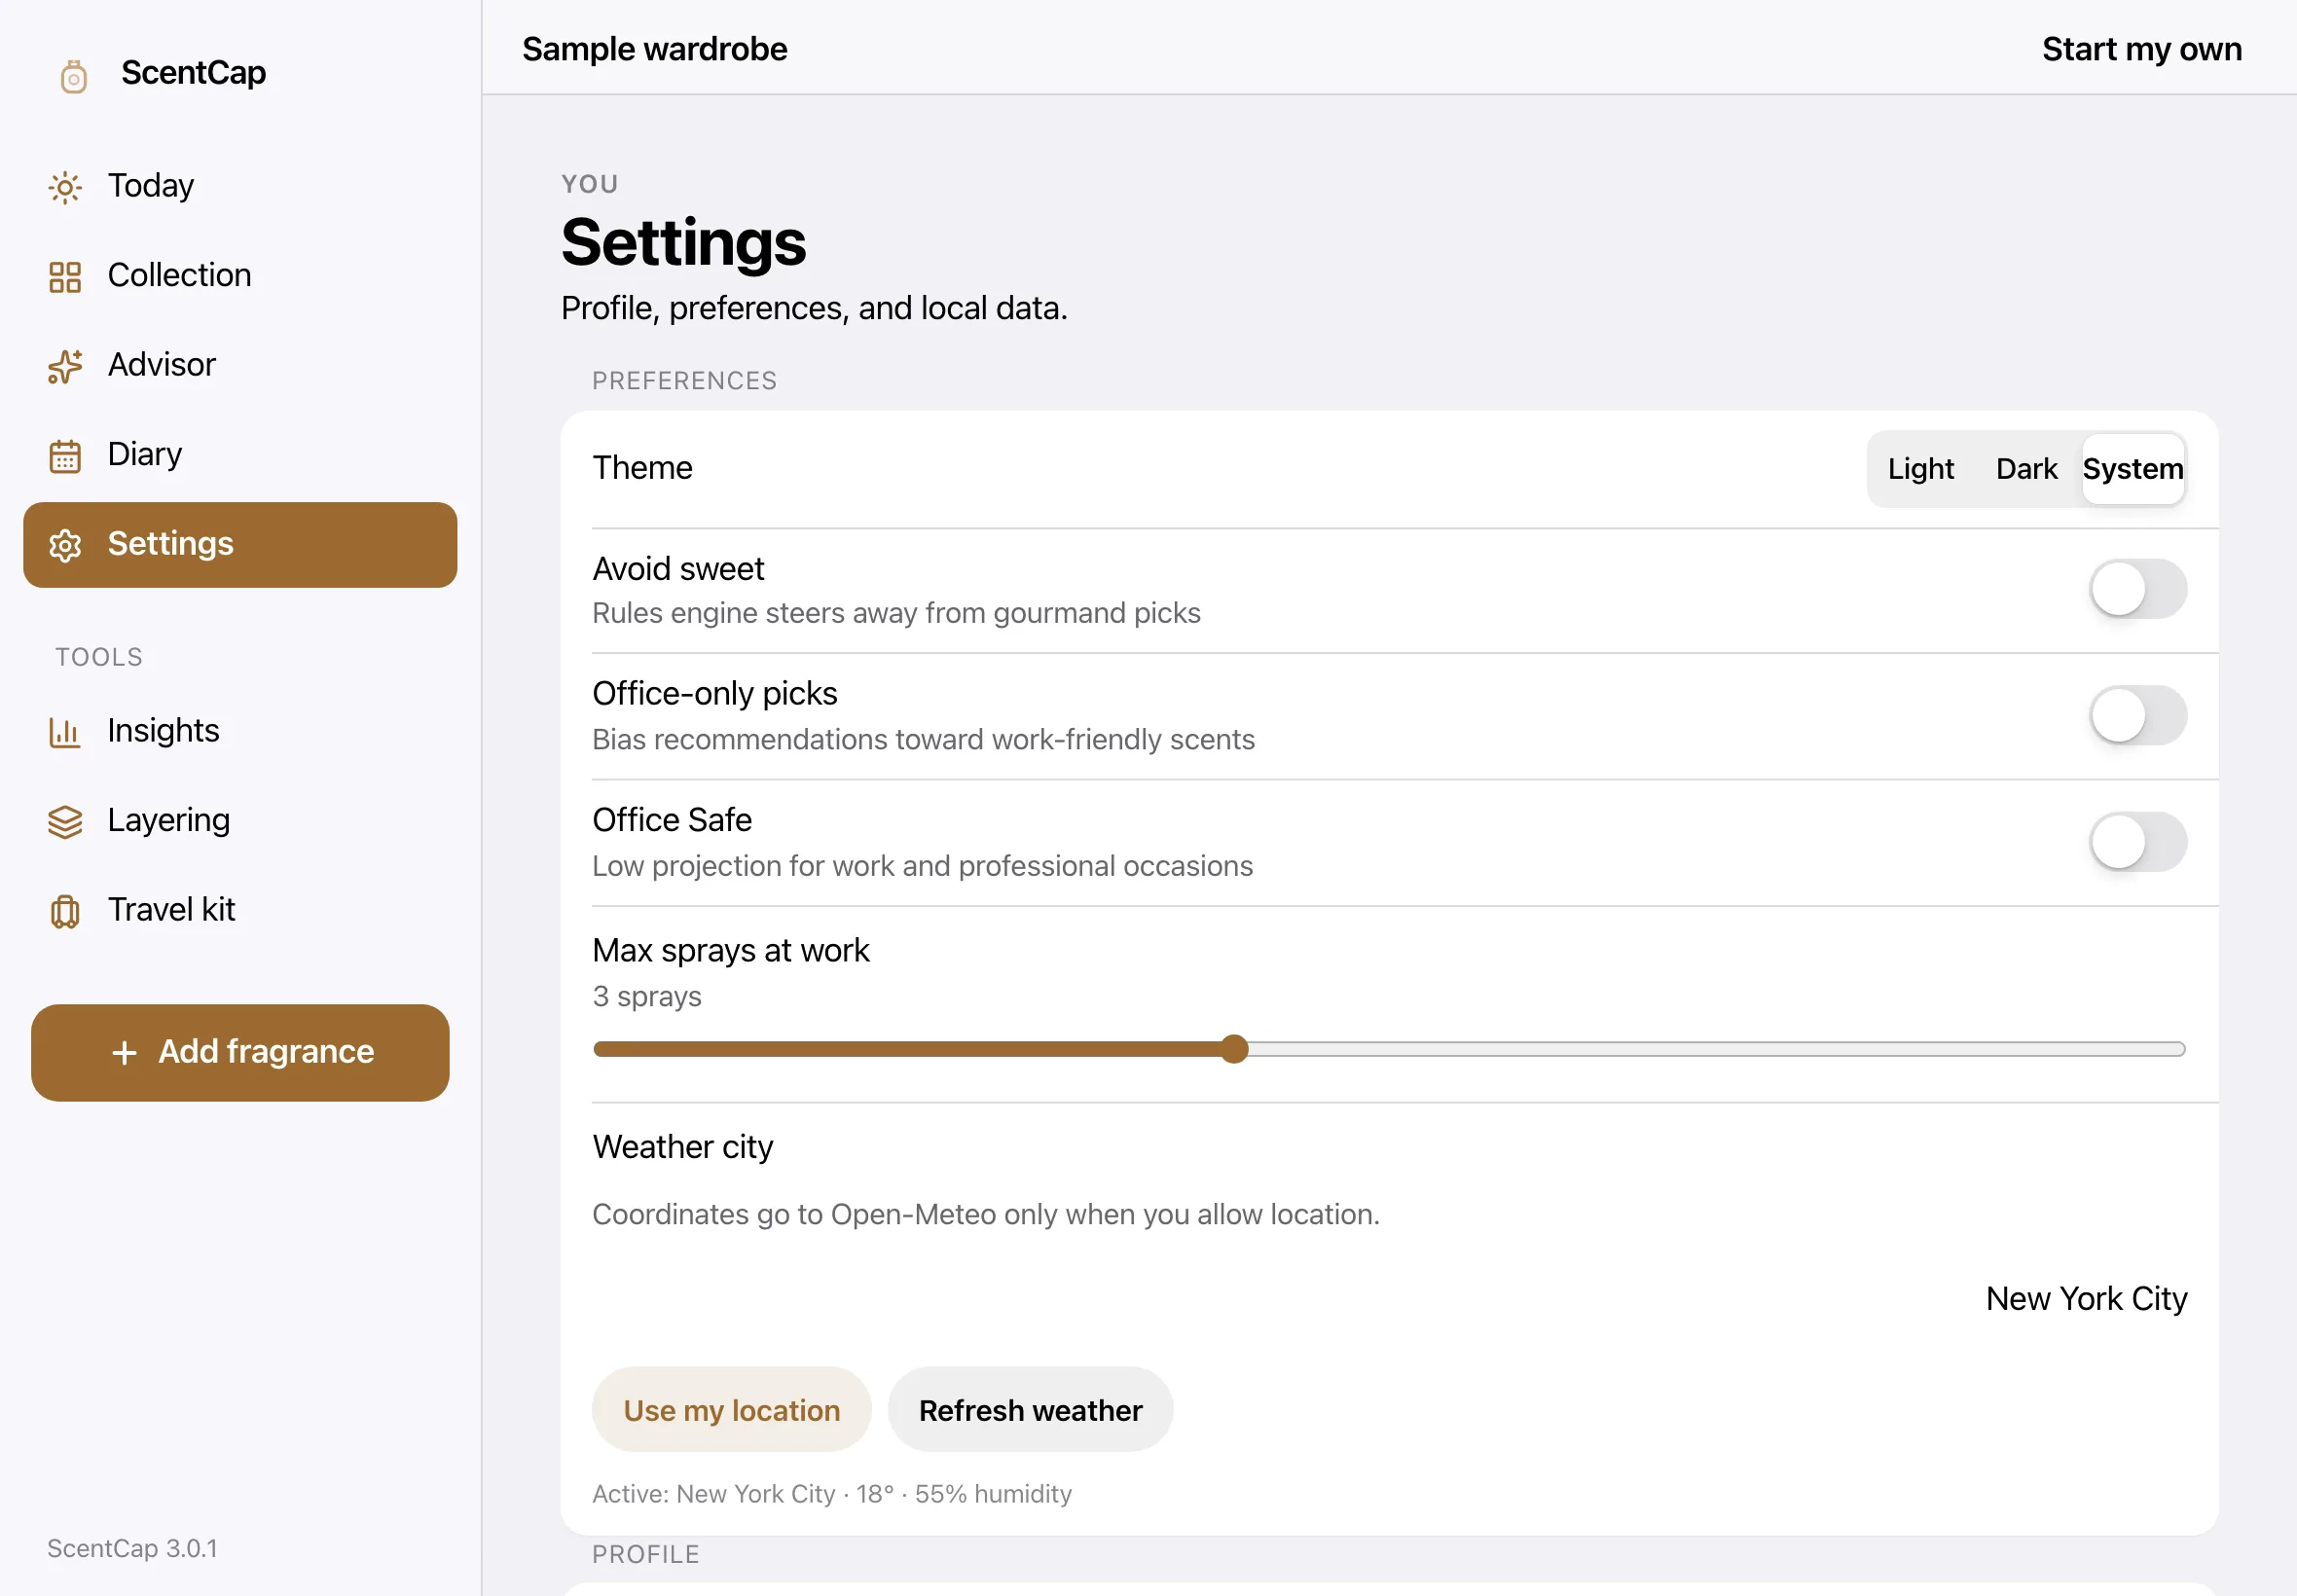 ScentCap
Today
Collection
Advisor
Diary
Settings
TOOLS
Insights
Layering
Travel kit
+ Add fragrance
ScentCap 3.0.1
Sample wardrobe
Start my own
YOU
Settings
Profile, preferences, and local data.
PREFERENCES
Theme
Light Dark System
Avoid sweet
Rules engine steers away from gourmand picks
Office-only picks
Bias recommendations toward work-friendly scents
Office Safe
Low projection for work and professional occasions
Max sprays at work
3 sprays
Weather city
Coordinates go to Open-Meteo only when you allow location.
New York City
Use my location
Refresh weather
Active: New York City · 18° · 55% humidity
PROFILE